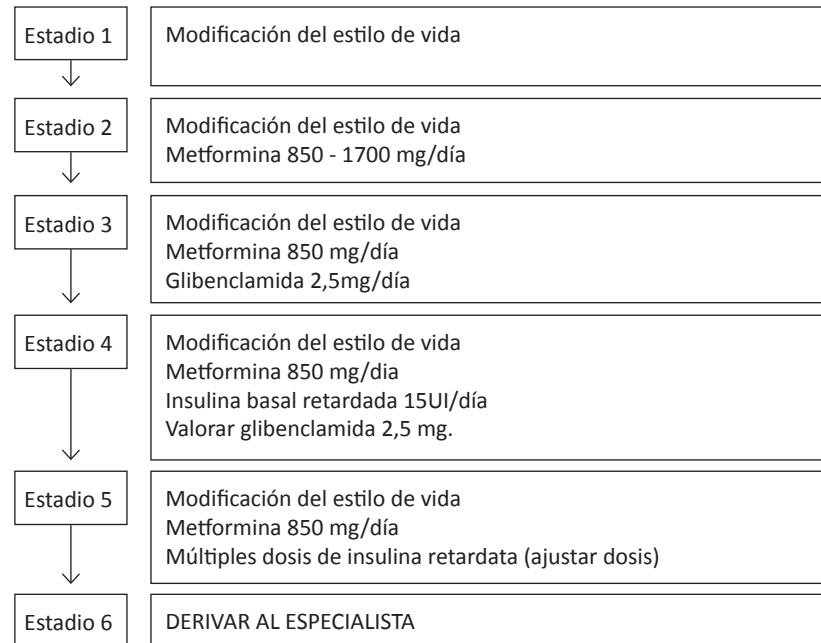 Estadio 1
Modificación del estilo de vida
Estadio 2
Modificación del estilo de vida
Metformina 850 - 1700 mg/día
Estadio 3
Modificación del estilo de vida
Metformina 850 mg/día
Glibenclamida 2,5mg/día
Estadio 4
Modificación del estilo de vida
Metformina 850 mg/dia
Insulina basal retardada 15UI/día
Valorar glibenclamida 2,5 mg.
Estadio 5
Modificación del estilo de vida
Metformina 850 mg/día
Múltiples dosis de insulina retardata (ajustar dosis)
Estadio 6
DERIVAR AL ESPECIALISTA